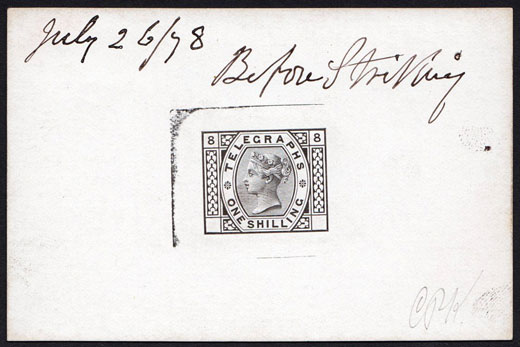 July 26/78
Before Striking
8 8
TELEGRAPHS
ONE SHILLING